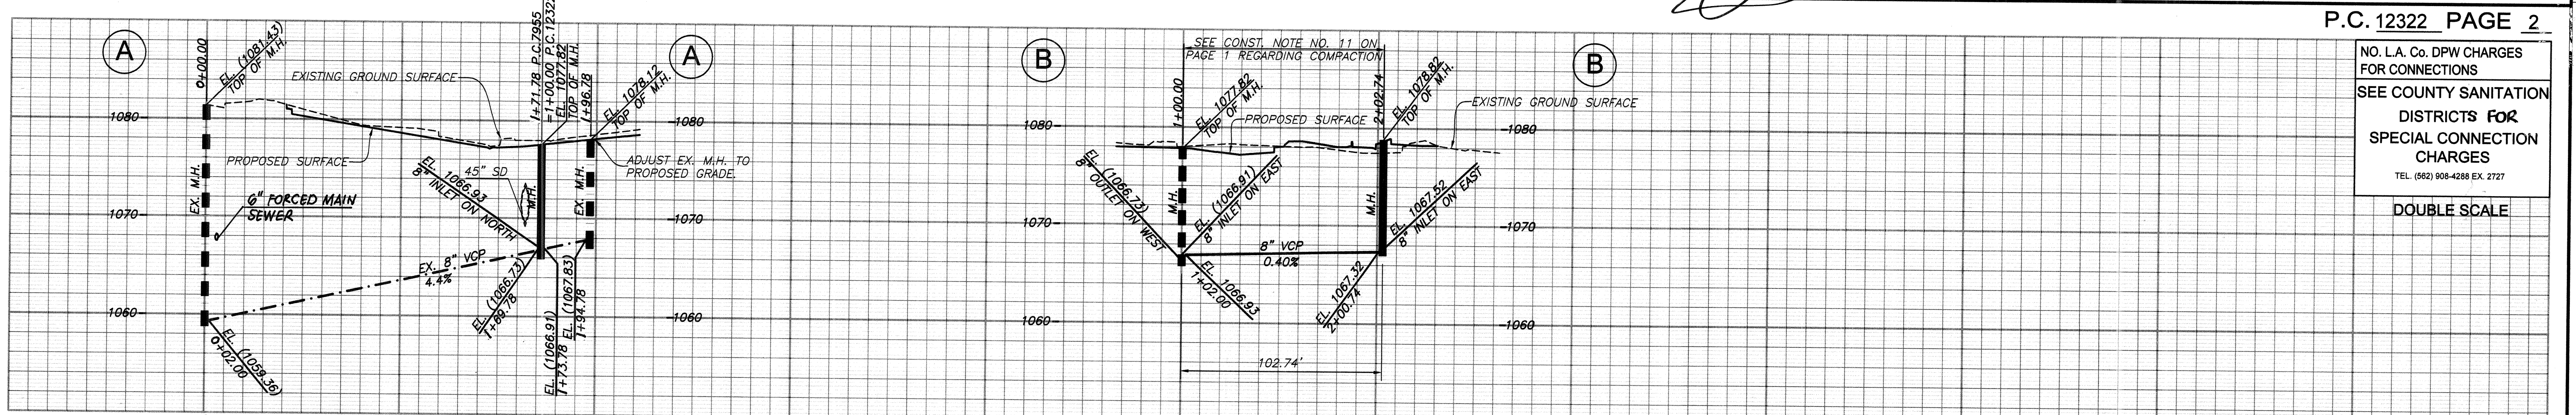 P.C. 12322 PAGE 2
NO. L.A. Co. DPW CHARGES
FOR CONNECTIONS
SEE COUNTY SANITATION
DISTRICTS FOR
SPECIAL CONNECTION
CHARGES
TEL. (562) 908-4288 EX. 2727
DOUBLE SCALE
A
0+00.00
EL. (1081.43)
TOP OF M.H.
EXISTING GROUND SURFACE
1+71.78 P.C.7955
=1+00.00 P.C.12322
EL. 1077.82
TOP OF M.H.
1+96.78
EL. 1078.12
TOP OF M.H.
A
1080
1080
PROPOSED SURFACE
EX. M.H.
6" FORCED MAIN
SEWER
EL. 1066.93
8" INLET ON NORTH
45" SD
M.H.
EX. M.H.
ADJUST EX. M.H. TO
PROPOSED GRADE.
1070
1070
EX. 8" VCP
4.4%
1060
1060
EL. (1059.36)
0+02.00
EL. (1066.73)
1+69.78
EL. (1066.91)
1+73.78
EL. (1067.83)
1+94.78
B
SEE CONST. NOTE NO. 11 ON
PAGE 1 REGARDING COMPACTION
B
1+00.00
EL. 1077.82
TOP OF M.H.
PROPOSED SURFACE
2+02.74
EL. 1078.82
TOP OF M.H.
EXISTING GROUND SURFACE
1080
1080
EL. (1066.73)
8" OUTLET ON WEST
M.H.
EL. (1066.91)
8" INLET ON EAST
M.H.
EL. 1067.52
8" INLET ON EAST
1070
1070
8" VCP
0.40%
EL. 1066.93
1+02.00
EL. 1067.32
2+00.74
1060
1060
102.74'